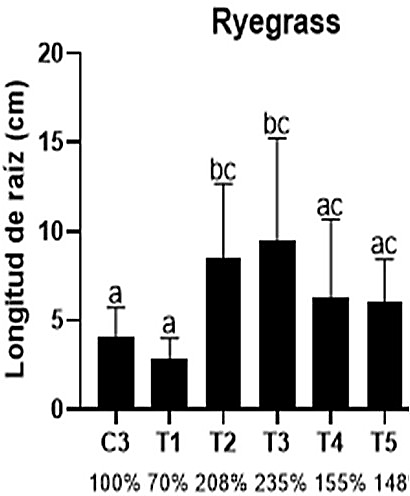 Ryegrass
Longitud de raíz (cm)
20
15
10
5
0
a
a
bc
bc
ac
ac
C3 T1 T2 T3 T4 T5
100% 70% 208% 235% 155% 148